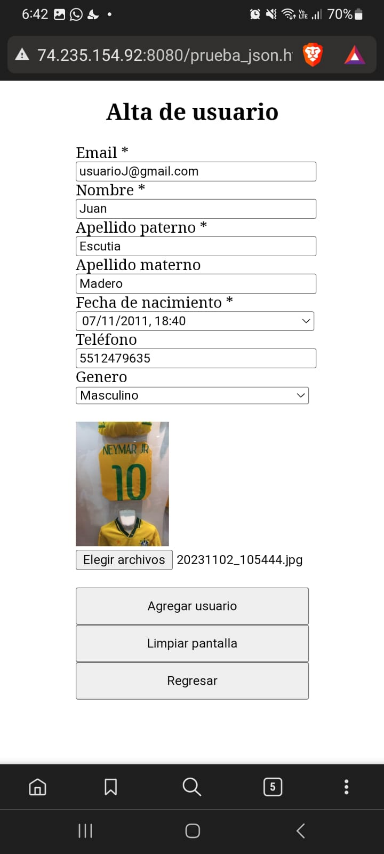 6:42
70%
74.235.154.92:8080/prueba_json.h
Alta de usuario
Email *
usuarioJ@gmail.com
Nombre *
Juan
Apellido paterno *
Escutia
Apellido materno
Madero
Fecha de nacimiento *
07/11/2011, 18:40
Teléfono
5512479635
Genero
Masculino
NEYMAR JR
10
Elegir archivos 20231102_105444.jpg
Agregar usuario
Limpiar pantalla
Regresar
5